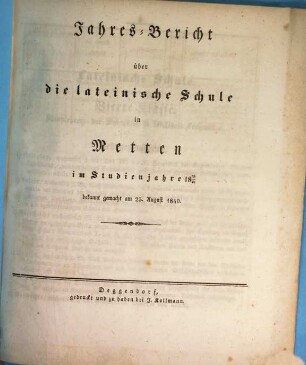 Jahres-Bericht
über
die lateinische Schule
in
Metten
im Studienjahre 18
bekannt gemacht am 25. August 1840.
Deggendorf,
gedruckt und zu haben bei J. Kollmann.